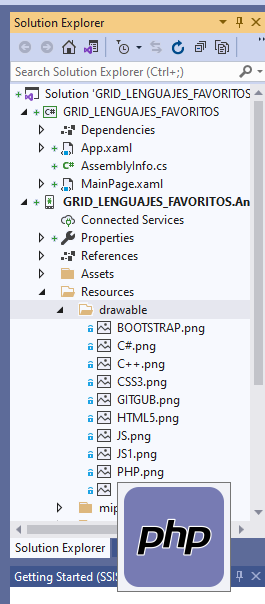 Solution Explorer
Search Solution Explorer (Ctrl+;)
Solution 'GRID_LENGUAJES_FAVORITOS
C# GRID_LENGUAJES_FAVORITOS
Dependencies
App.xaml
C# AssemblyInfo.cs
MainPage.xaml
GRID_LENGUAJES_FAVORITOS.An
Connected Services
Properties
References
Assets
Resources
drawable
BOOTSTRAP.png
C#.png
C++.png
CSS3.png
GITGUB.png
HTML5.png
JS.png
JS1.png
PHP.png
php
mip
Solution Explorer
Getting Started (SSIS